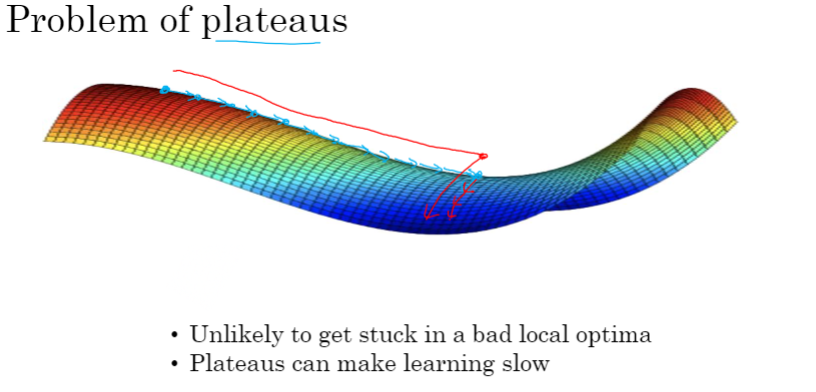 Problem of plateaus
• Unlikely to get stuck in a bad local optima
• Plateaus can make learning slow